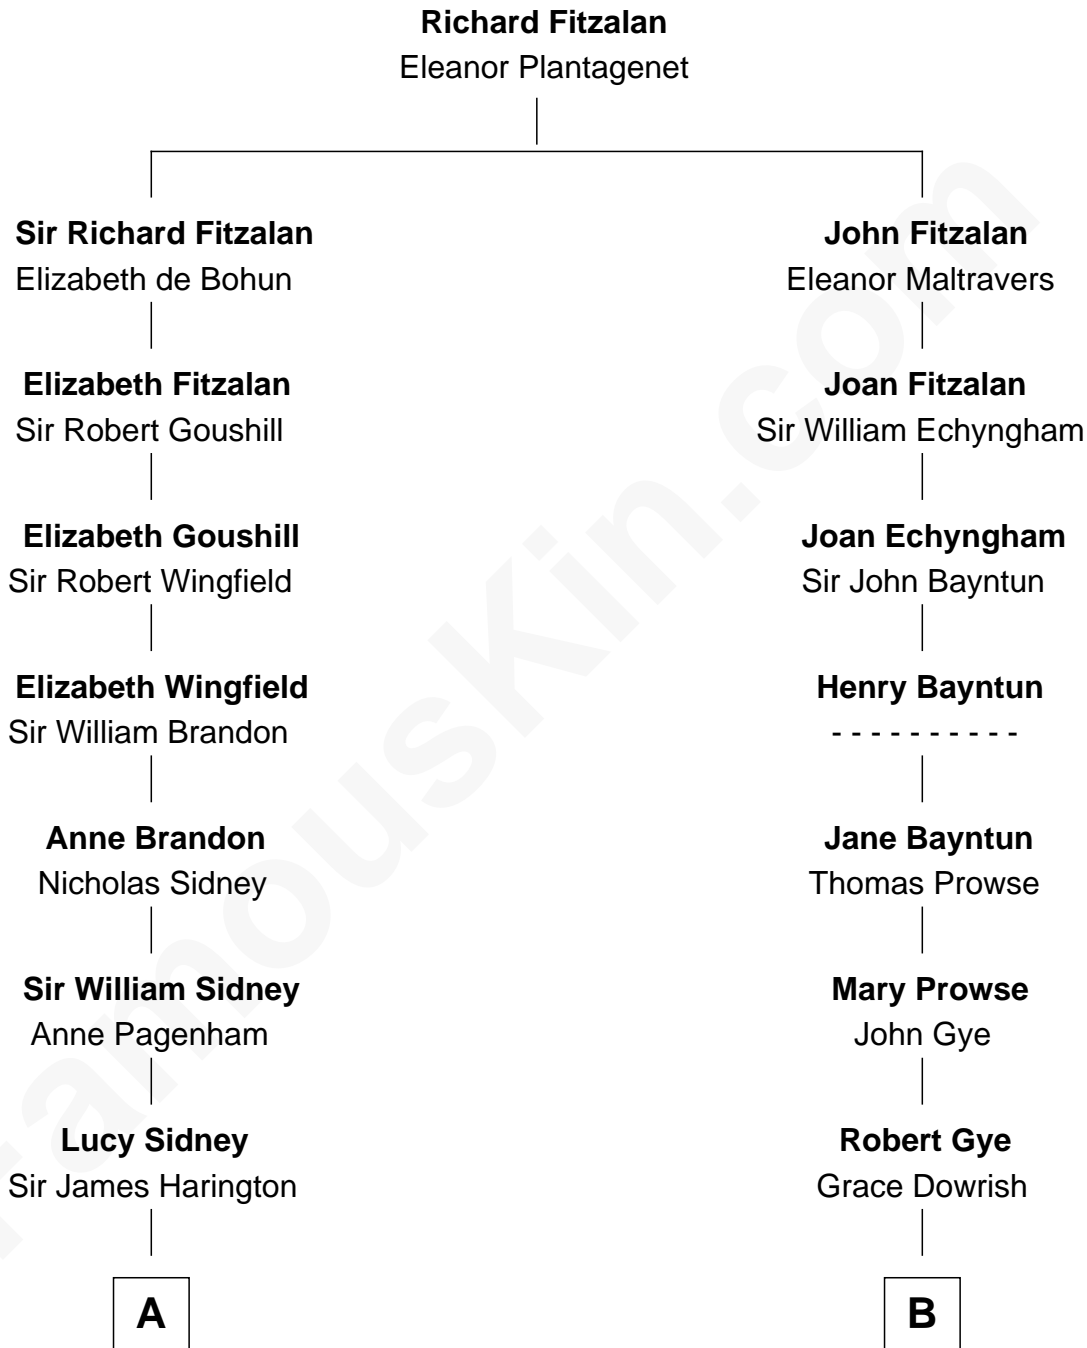 Richard Fitzalan
Eleanor Plantagenet
Sir Richard Fitzalan
Elizabeth de Bohun
John Fitzalan
Eleanor Maltravers
Elizabeth Fitzalan
Sir Robert Goushill
Joan Fitzalan
Sir William Echyngham
Elizabeth Goushill
Sir Robert Wingfield
Joan Echyngham
Sir John Bayntun
Elizabeth Wingfield
Sir William Brandon
Henry Bayntun
- - - - - - - - - -
Anne Brandon
Nicholas Sidney
Jane Bayntun
Thomas Prowse
Sir William Sidney
Anne Pagenham
Mary Prowse
John Gye
Lucy Sidney
Sir James Harington
Robert Gye
Grace Dowrish
A
B
FamousKin.com